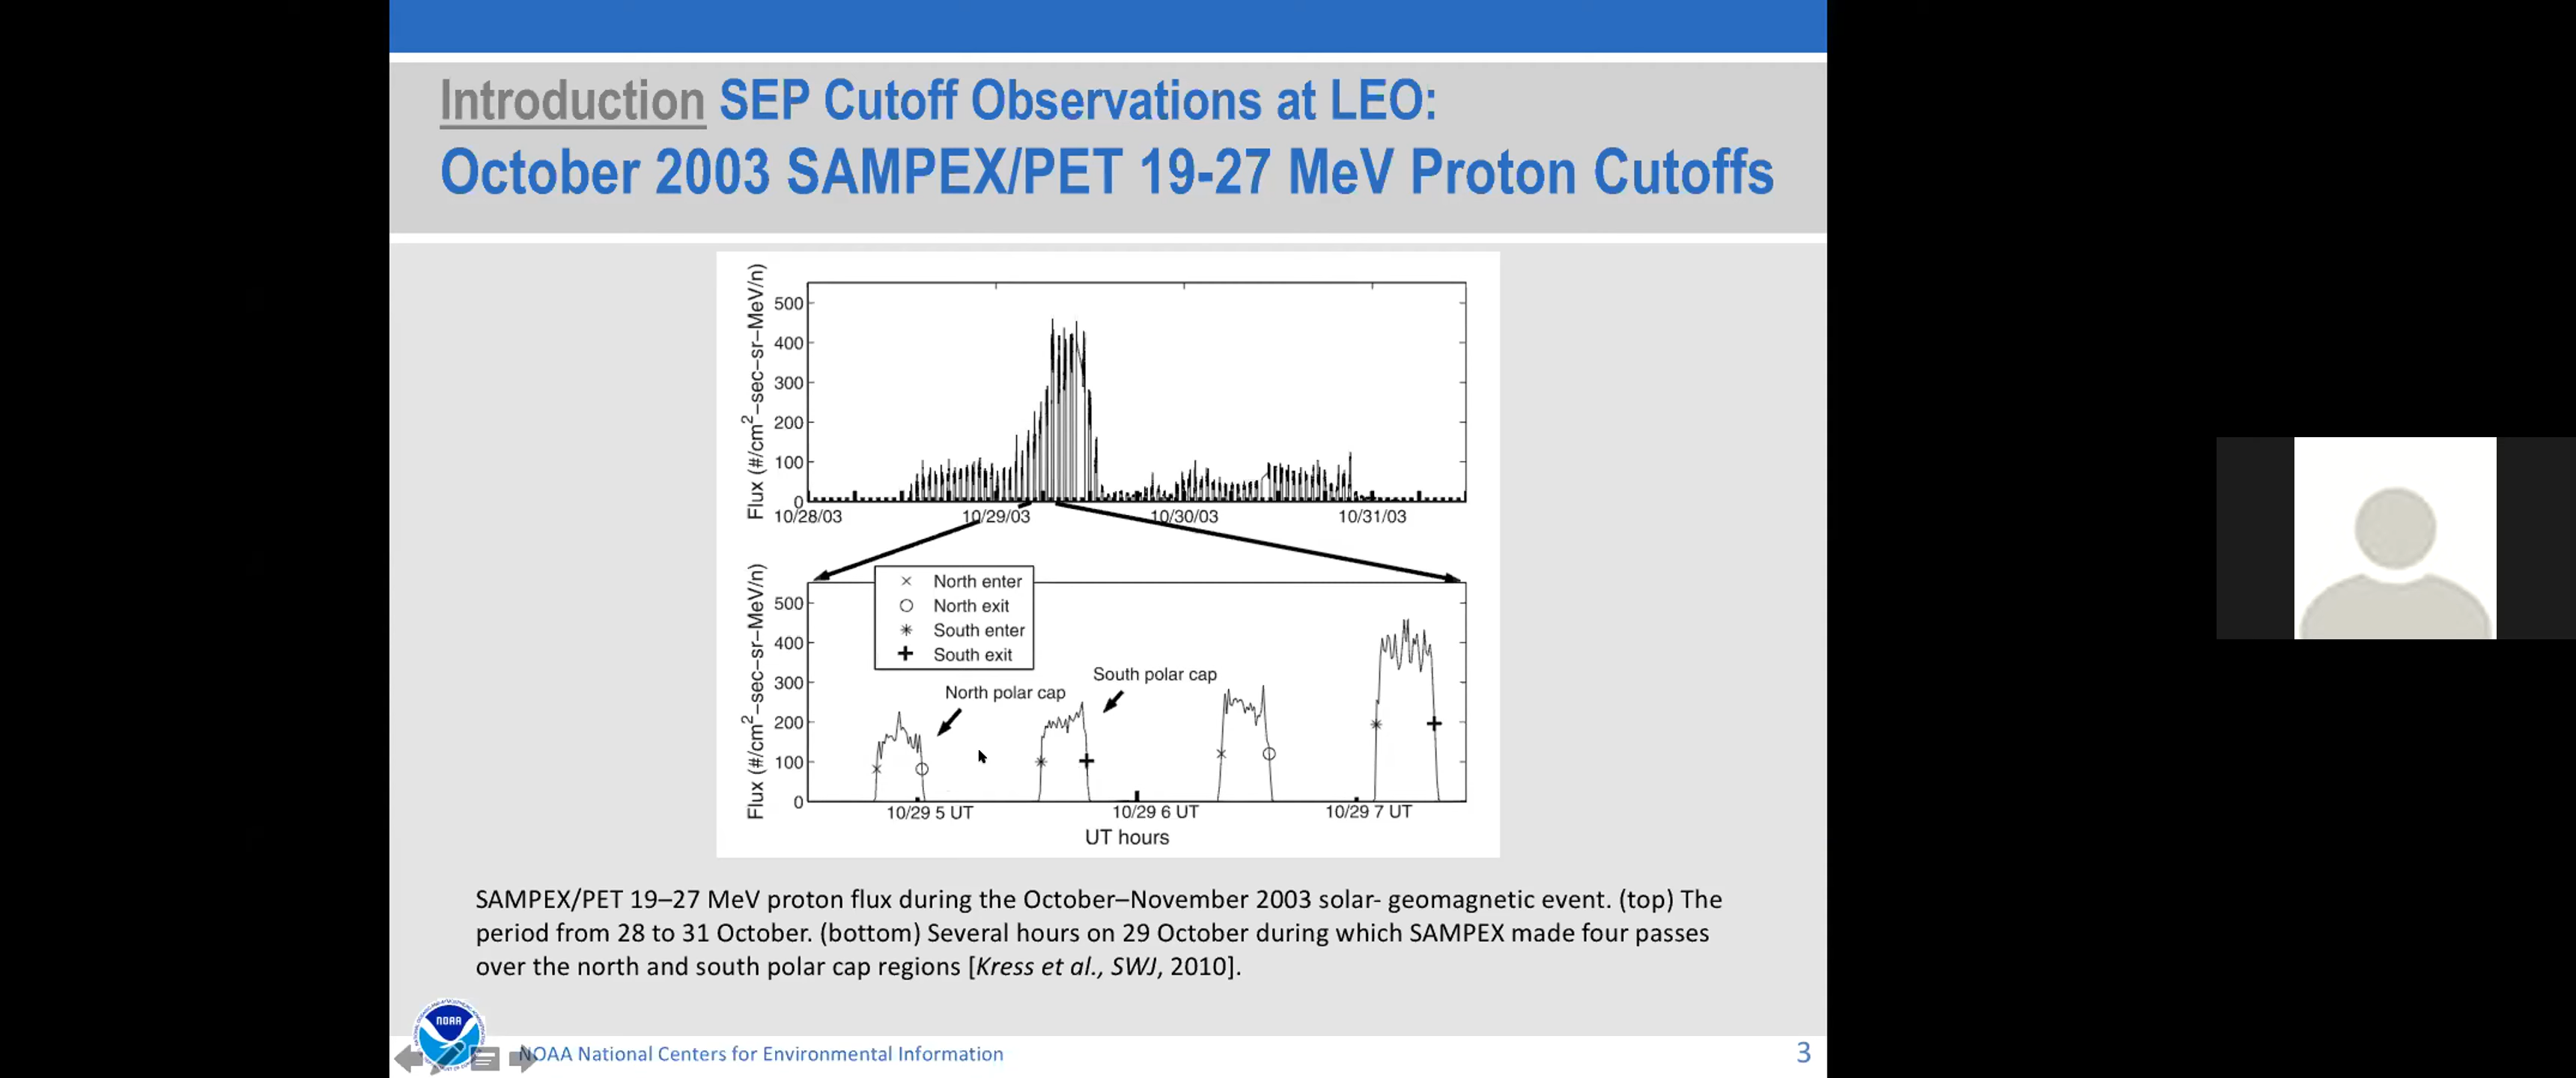 Introduction SEP Cutoff Observations at LEO:
October 2003 SAMPEX/PET 19-27 MeV Proton Cutoffs
Flux (#/cm2–sec–sr–MeV/n)
500
400
300
200
100
0
10/28/03 10/29/03 10/30/03 10/31/03
Flux (#/cm2–sec–sr–MeV/n)
500
400
300
200
100
0
× North enter
○ North exit
* South enter
+ South exit
North polar cap
South polar cap
10/29 5 UT 10/29 6 UT 10/29 7 UT
UT hours
SAMPEX/PET 19–27 MeV proton flux during the October–November 2003 solar- geomagnetic event. (top) The
period from 28 to 31 October. (bottom) Several hours on 29 October during which SAMPEX made four passes
over the north and south polar cap regions [Kress et al., SWJ, 2010].
NOAA
NOAA National Centers for Environmental Information
3